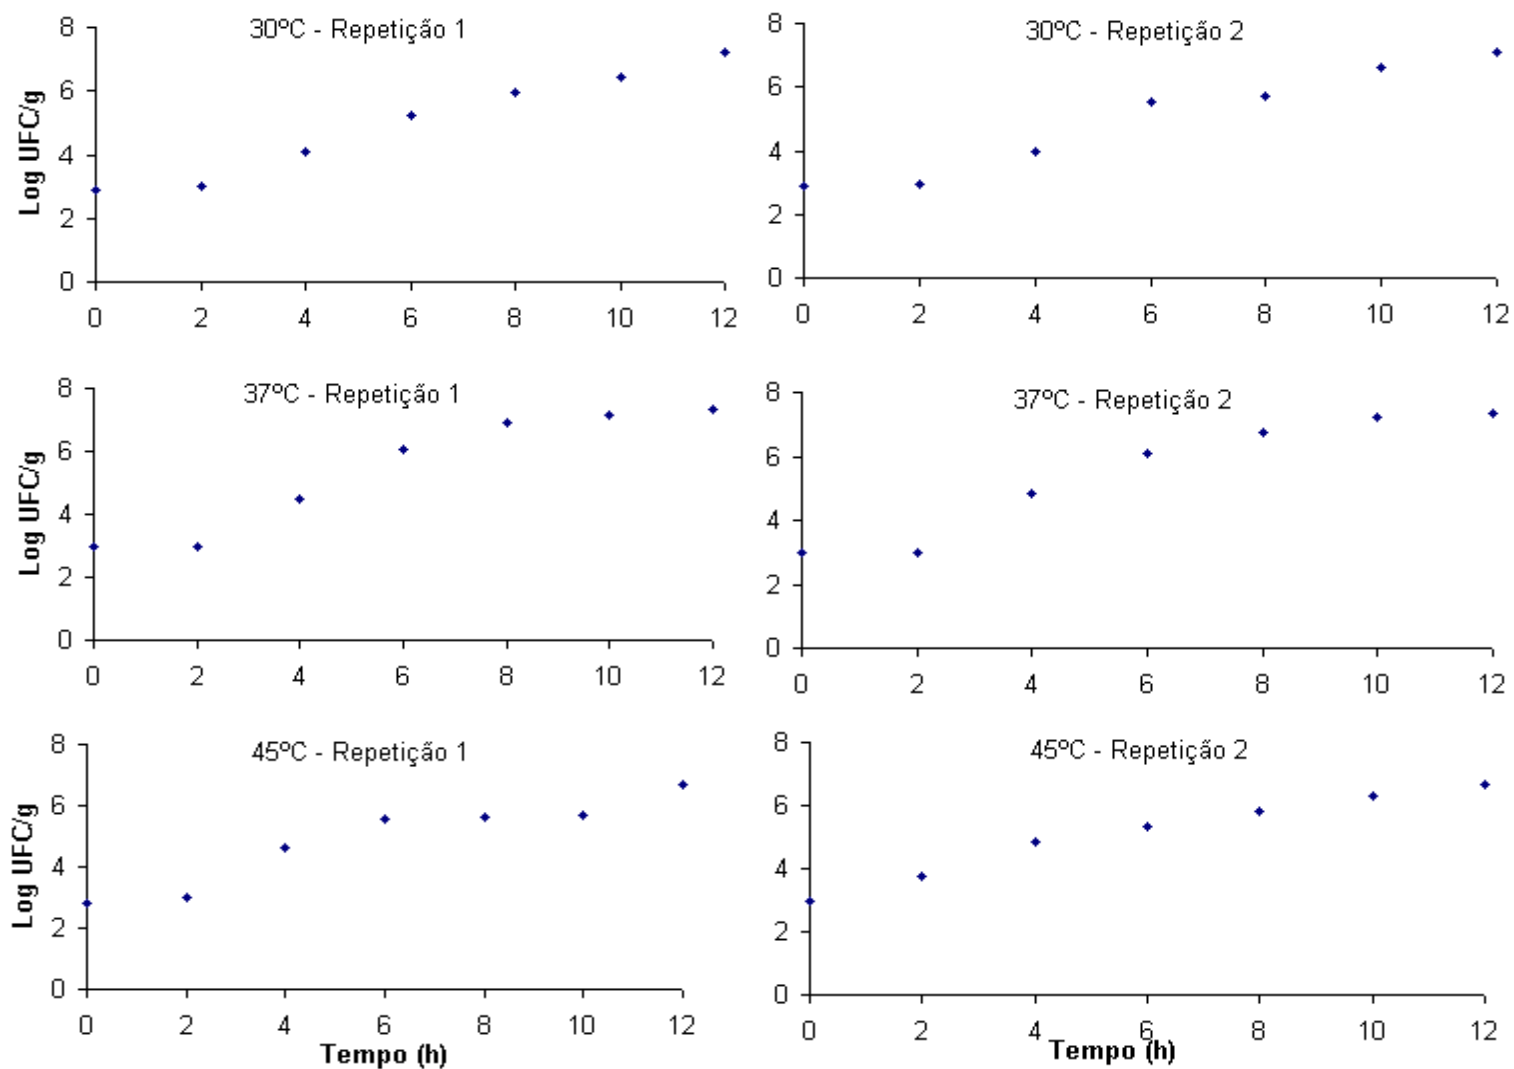 30ºC - Repetição 1
8
6
4
2
0
Log UFC/g
0 2 4 6 8 10 12
30ºC - Repetição 2
8
6
4
2
0
0 2 4 6 8 10 12
37ºC - Repetição 1
8
6
4
2
0
Log UFC/g
0 2 4 6 8 10 12
37ºC - Repetição 2
8
6
4
2
0
0 2 4 6 8 10 12
45ºC - Repetição 1
8
6
4
2
0
Log UFC/g
0 2 4 6 8 10 12
Tempo (h)
45ºC - Repetição 2
8
6
4
2
0
0 2 4 6 8 10 12
Tempo (h)